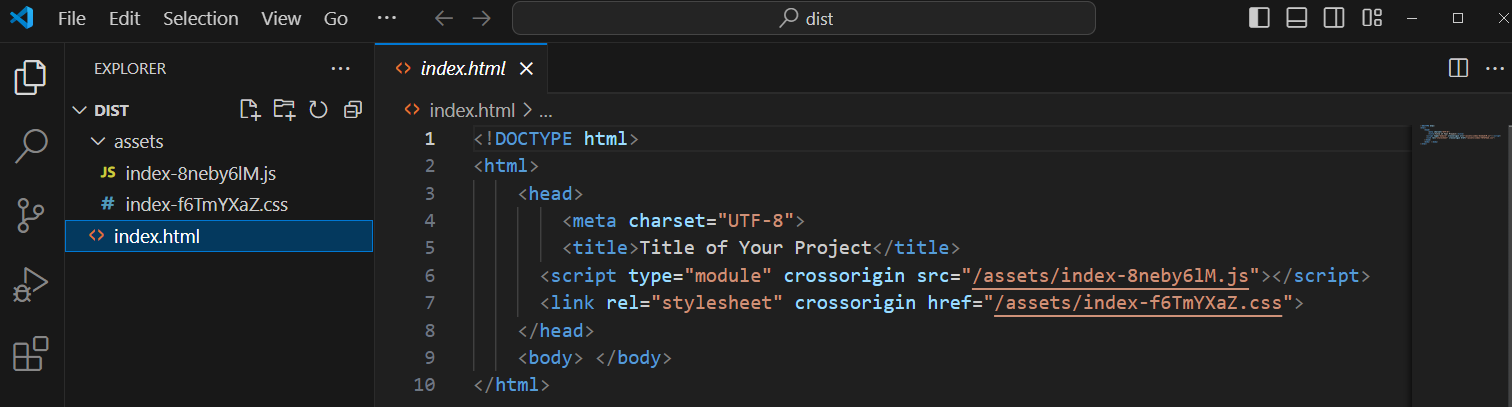 File Edit Selection View Go ··· dist
EXPLORER ···
index.html
DIST
index.html > ...
assets
JS index-8neby6lM.js
# index-f6TmYXaZ.css
<> index.html
1 <!DOCTYPE html>
2 <html>
3 <head>
4 <meta charset="UTF-8">
5 <title>Title of Your Project</title>
6 <script type="module" crossorigin src="/assets/index-8neby6lM.js"></script>
7 <link rel="stylesheet" crossorigin href="/assets/index-f6TmYXaZ.css">
8 </head>
9 <body> </body>
10 </html>